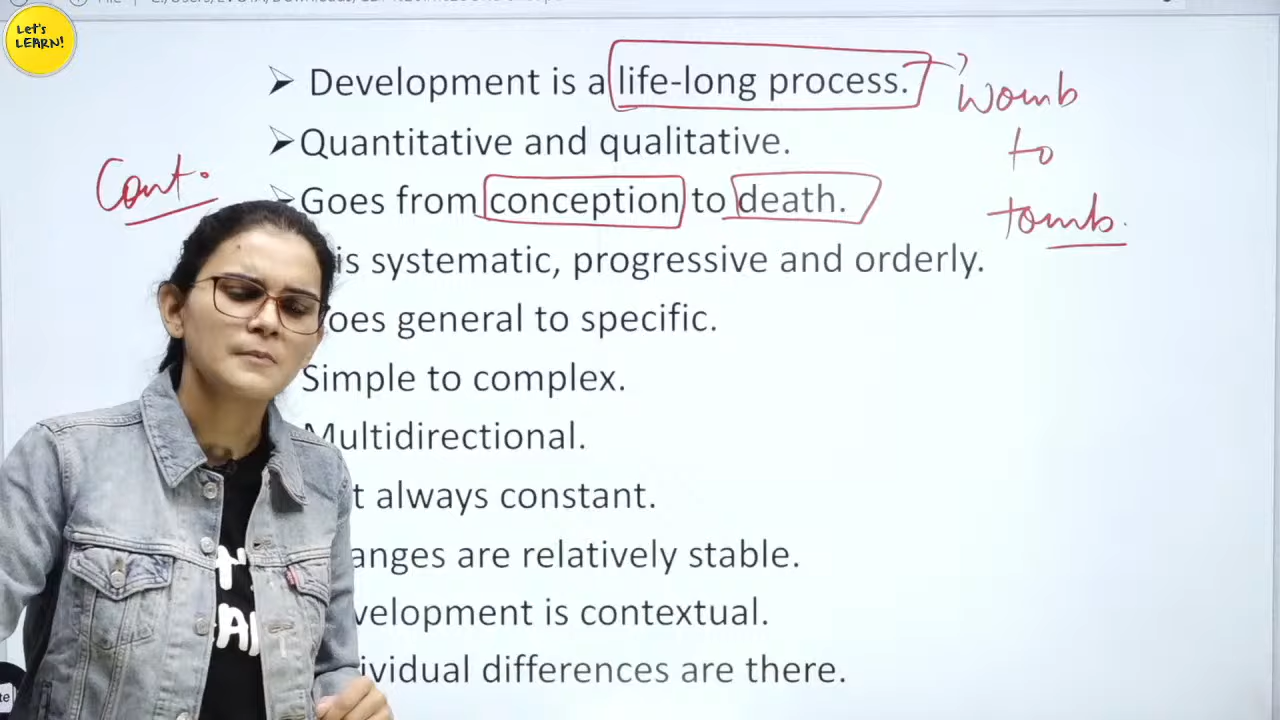 Let's
LEARN!
Development is a life-long process.
Womb
Quantitative and qualitative.
to
Cont.
Goes from conception to death.
tomb.
is systematic, progressive and orderly.
oes general to specific.
Simple to complex.
Multidirectional.
t always constant.
anges are relatively stable.
velopment is contextual.
ividual differences are there.